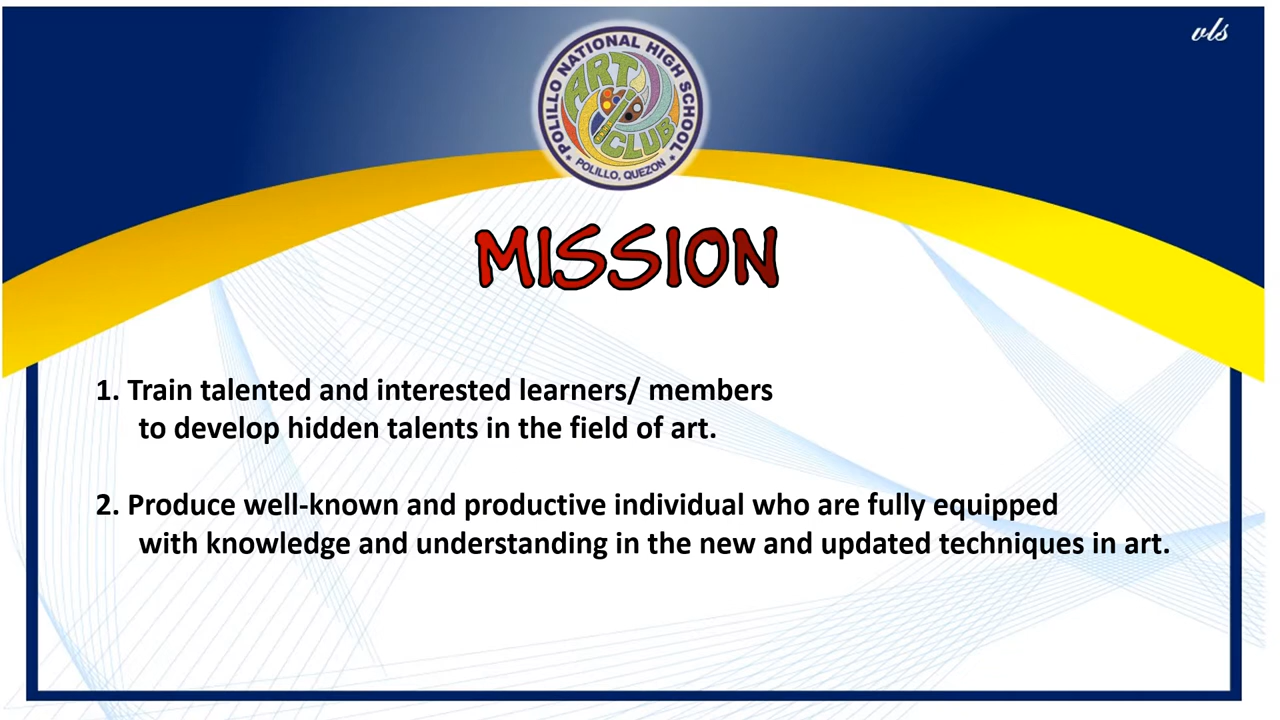 vls
POLILLO NATIONAL HIGH SCHOOL
ART
CLUB
POLILLO, QUEZON
MISSION
1. Train talented and interested learners/ members
to develop hidden talents in the field of art.
2. Produce well-known and productive individual who are fully equipped
with knowledge and understanding in the new and updated techniques in art.